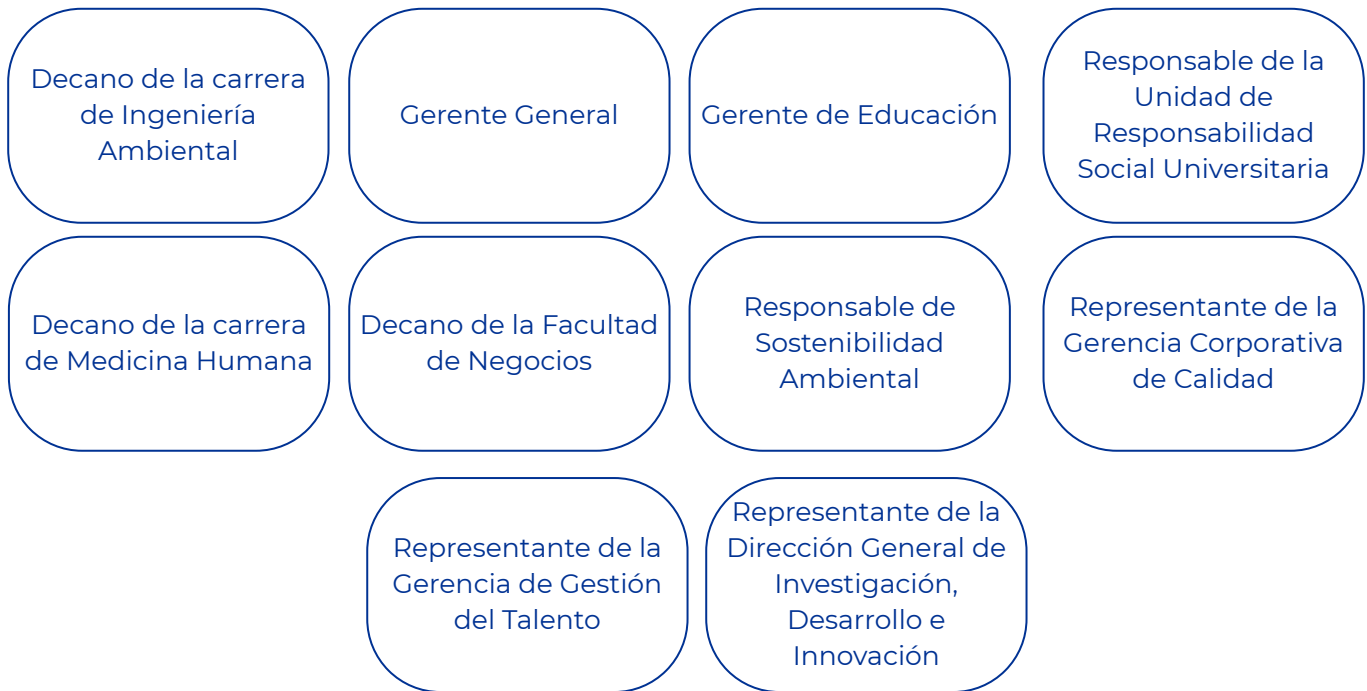 Decano de la carrera
de Ingeniería
Ambiental
Gerente General
Gerente de Educación
Responsable de la
Unidad de
Responsabilidad
Social Universitaria
Decano de la carrera
de Medicina Humana
Decano de la Facultad
de Negocios
Responsable de
Sostenibilidad
Ambiental
Representante de la
Gerencia Corporativa
de Calidad
Representante de la
Gerencia de Gestión
del Talento
Representante de la
Dirección General de
Investigación,
Desarrollo e
Innovación